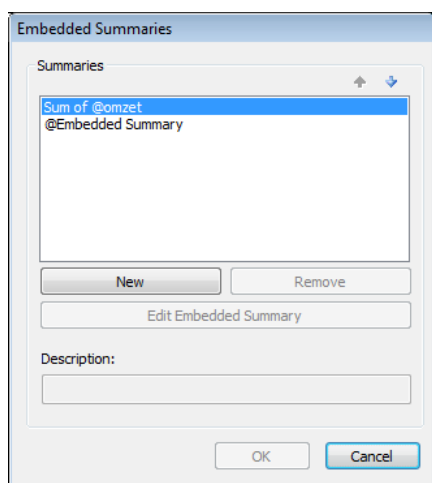 Embedded Summaries
Summaries
Sum of @omzet
@Embedded Summary
New
Remove
Edit Embedded Summary
Description:
OK
Cancel